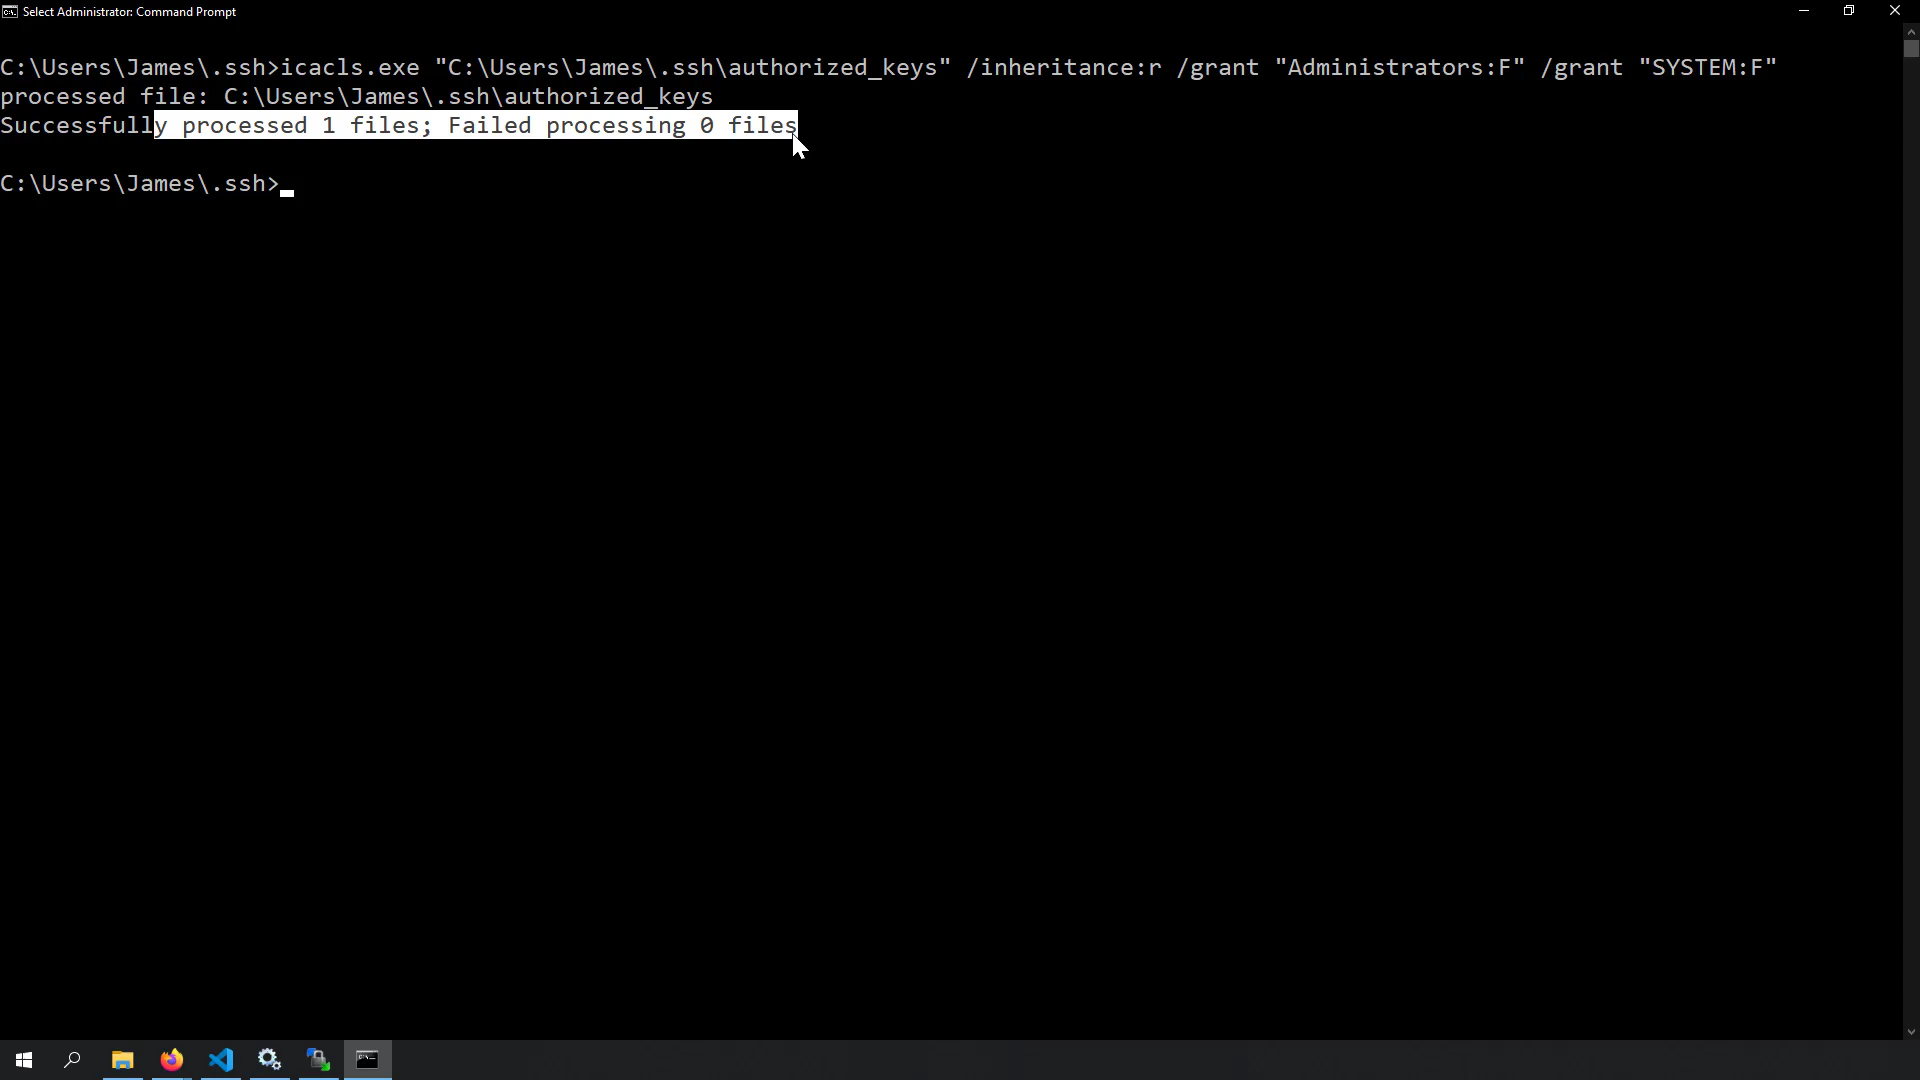 Select Administrator: Command Prompt
C:\Users\James\.ssh>icacls.exe "C:\Users\James\.ssh\authorized_keys" /inheritance:r /grant "Administrators:F" /grant "SYSTEM:F"
processed file: C:\Users\James\.ssh\authorized_keys
Successfully processed 1 files; Failed processing 0 files
C:\Users\James\.ssh>